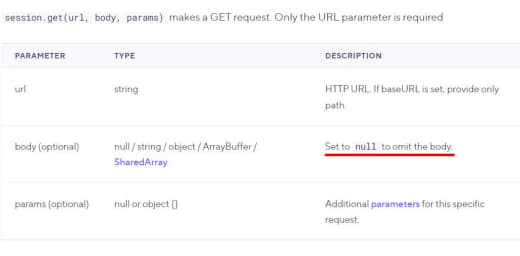 session.get(url, body, params) makes a GET request. Only the URL parameter is required
PARAMETER TYPE DESCRIPTION
url string HTTP URL. If baseURL is set, provide only
path.
body (optional) null / string / object / ArrayBuffer / Set to null to omit the body.
SharedArray
params (optional) null or object {} Additional parameters for this specific
request.